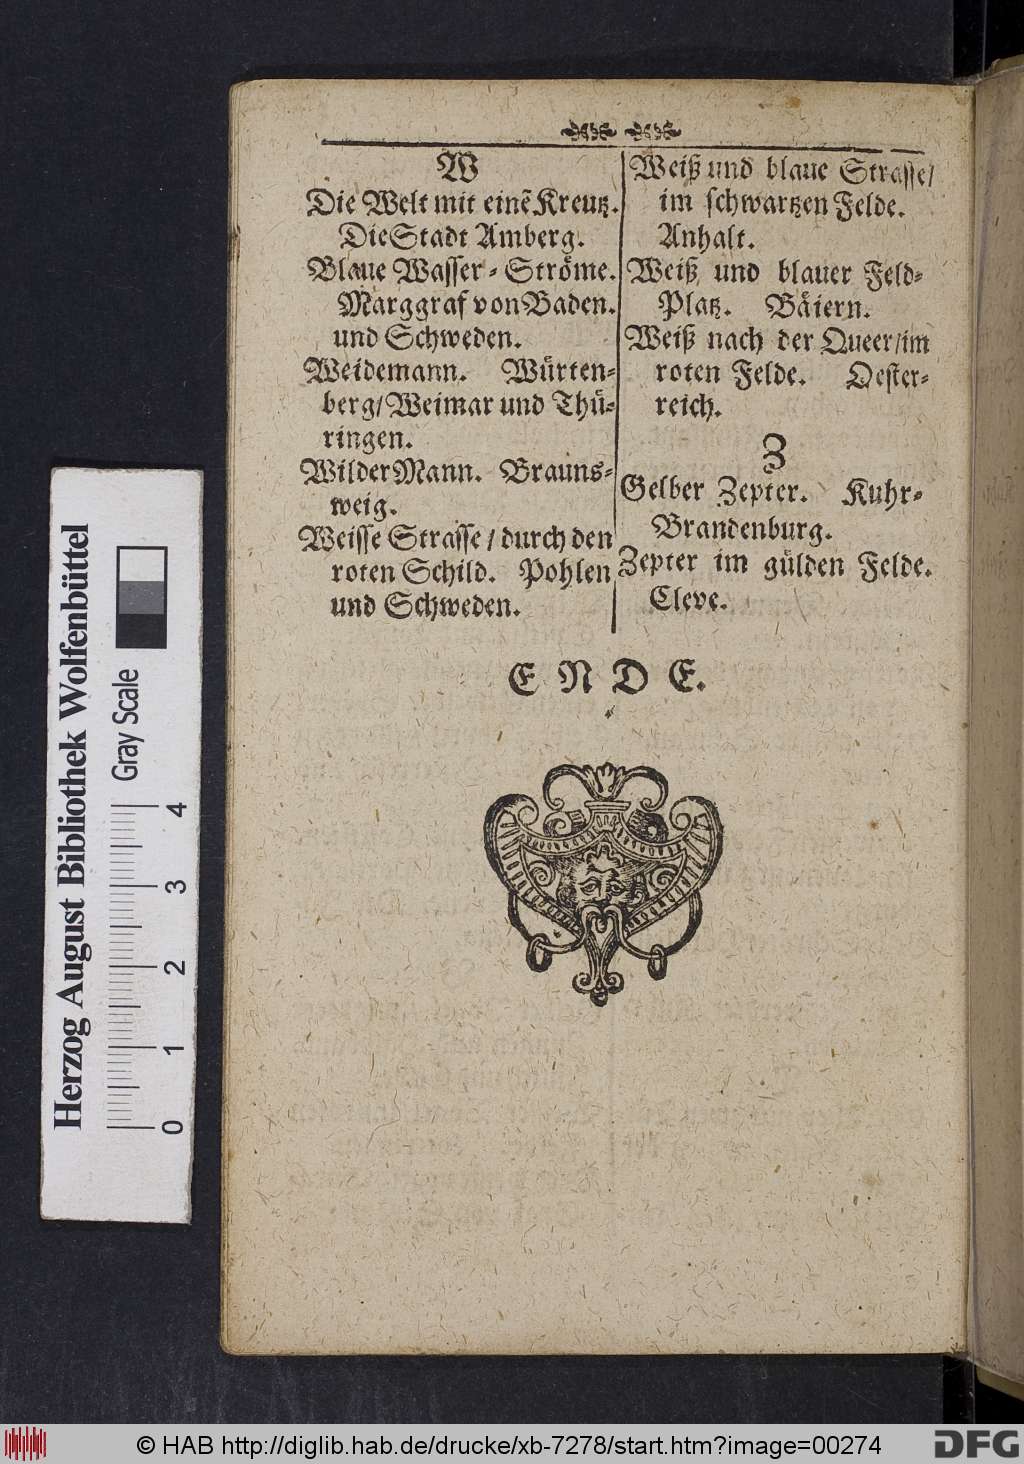 W
Die Welt mit einẽ Kreutz.
Die Stadt Amberg.
Blaue Wasser-Ströme.
Marggraf von Baden.
und Schweden.
Weidemann. Würten-
berg/ Weimar und Thü-
ringen.
Wilder Mann. Brauns-
weig.
Weisse Strasse / durch den
roten Schild. Pohlen
und Schweden.
Weiß und blaue Strasse/
im schwartzen Felde.
Anhalt.
Weiß und blauer Feld-
Platz. Bäiern.
Weiß nach der Queer/im
roten Felde. Oester-
reich.
Z
Gelber Zepter. Kuhr-
Brandenburg.
Zepter im gülden Felde.
Cleve.
E N D E.
Herzog August Bibliothek Wolfenbüttel
Gray Scale
0 1 2 3 4
© HAB http://diglib.hab.de/drucke/xb-7278/start.htm?image=00274
DFG